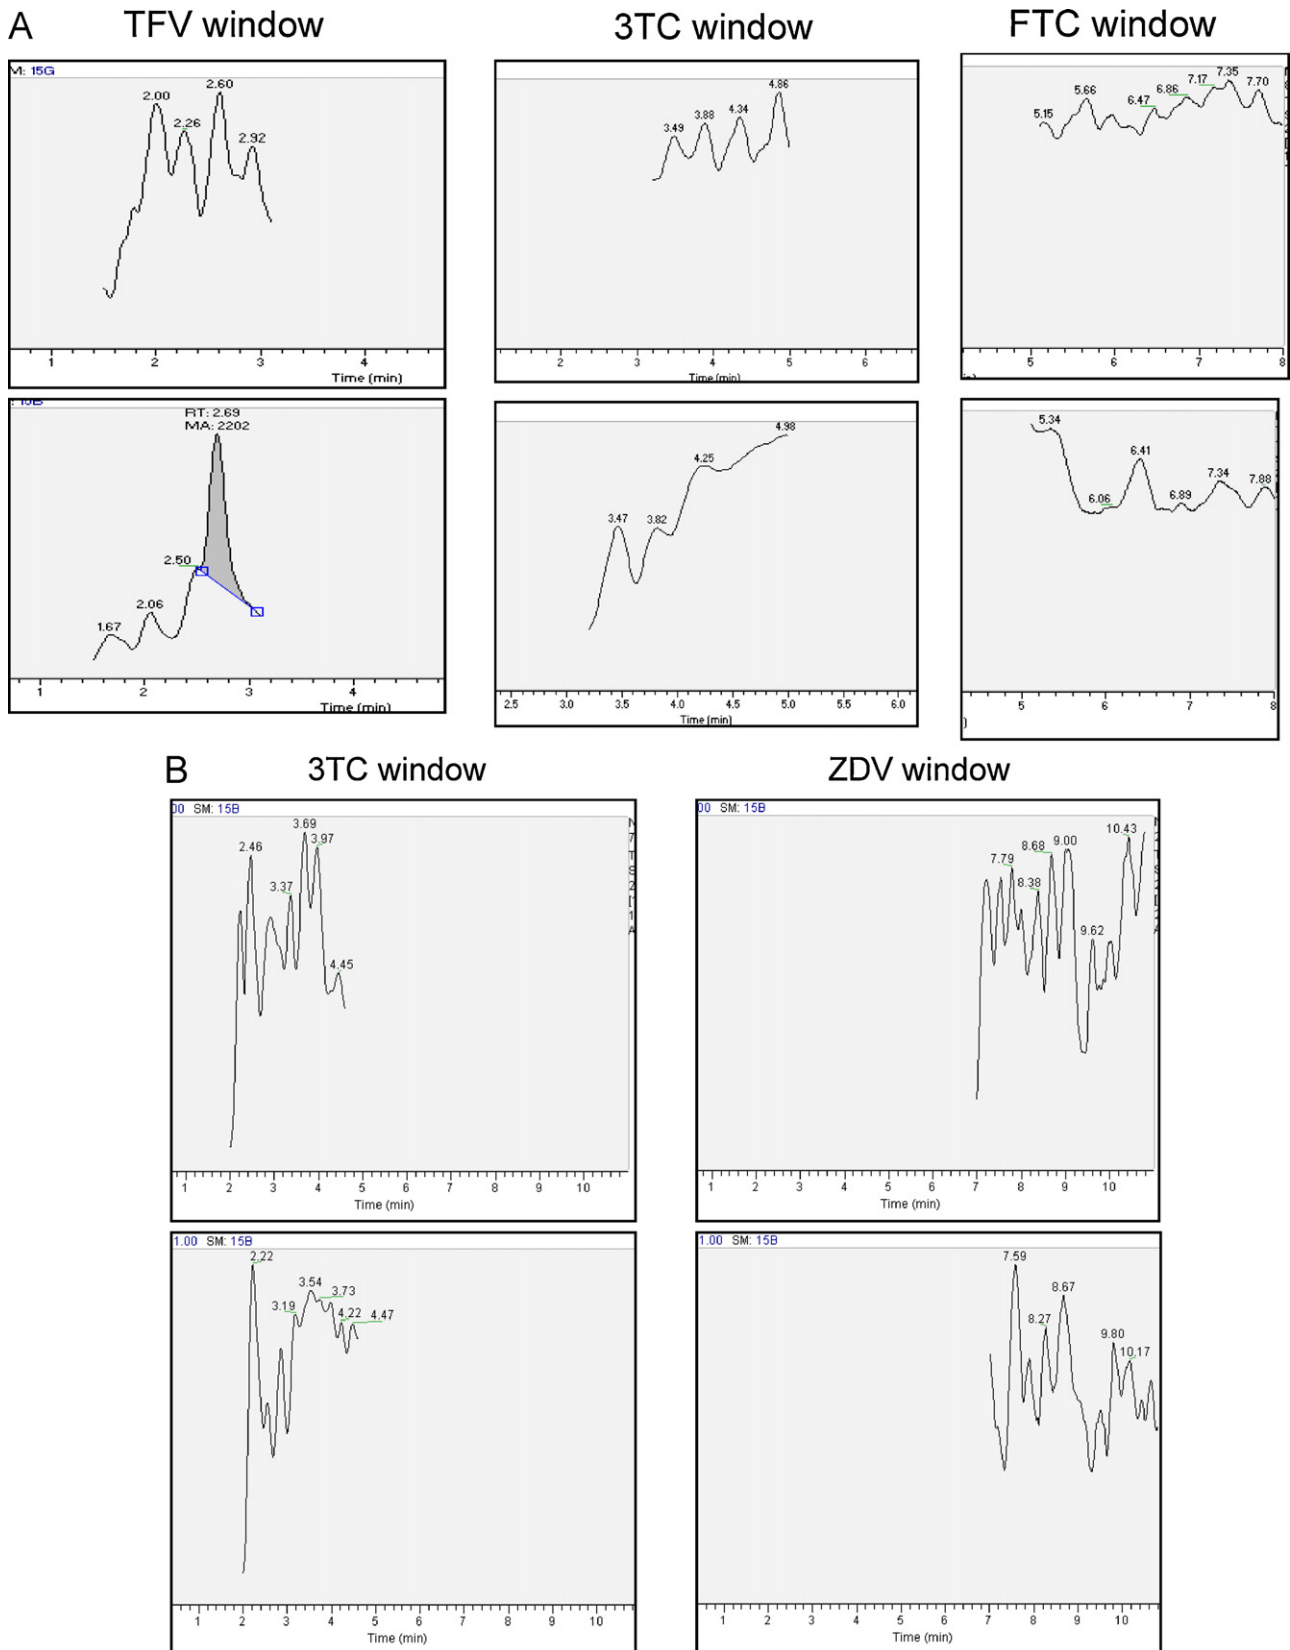 A TFV window 3TC window FTC window
M: 15G
2.00 2.26 2.60 2.92
1 2 3 4
Time (min)
3.49 3.88 4.34 4.86
2 3 4 5 6
Time (min)
5.15 5.66 6.47 6.86 7.17 7.35 7.70
5 6 7 8
RT: 2.69
MA: 2202
1.67 2.06 2.50
1 2 3 4
Time (min)
3.47 3.82 4.25 4.98
2.5 3.0 3.5 4.0 4.5 5.0 5.5 6.0
Time (min)
5.34 6.06 6.41 6.89 7.34 7.88
5 6 7 8
B 3TC window ZDV window
00 SM: 15B
2.46 3.37 3.69 3.97 4.45
1 2 3 4 5 6 7 8 9 10
Time (min)
00 SM: 15B
7.79 8.38 8.68 9.00 9.62 10.43
1 2 3 4 5 6 7 8 9 10
Time (min)
1.00 SM: 15B
2.22 3.19 3.54 3.73 4.22 4.47
1 2 3 4 5 6 7 8 9 10
Time (min)
1.00 SM: 15B
7.59 8.27 8.67 9.80 10.17
1 2 3 4 5 6 7 8 9 10
Time (min)